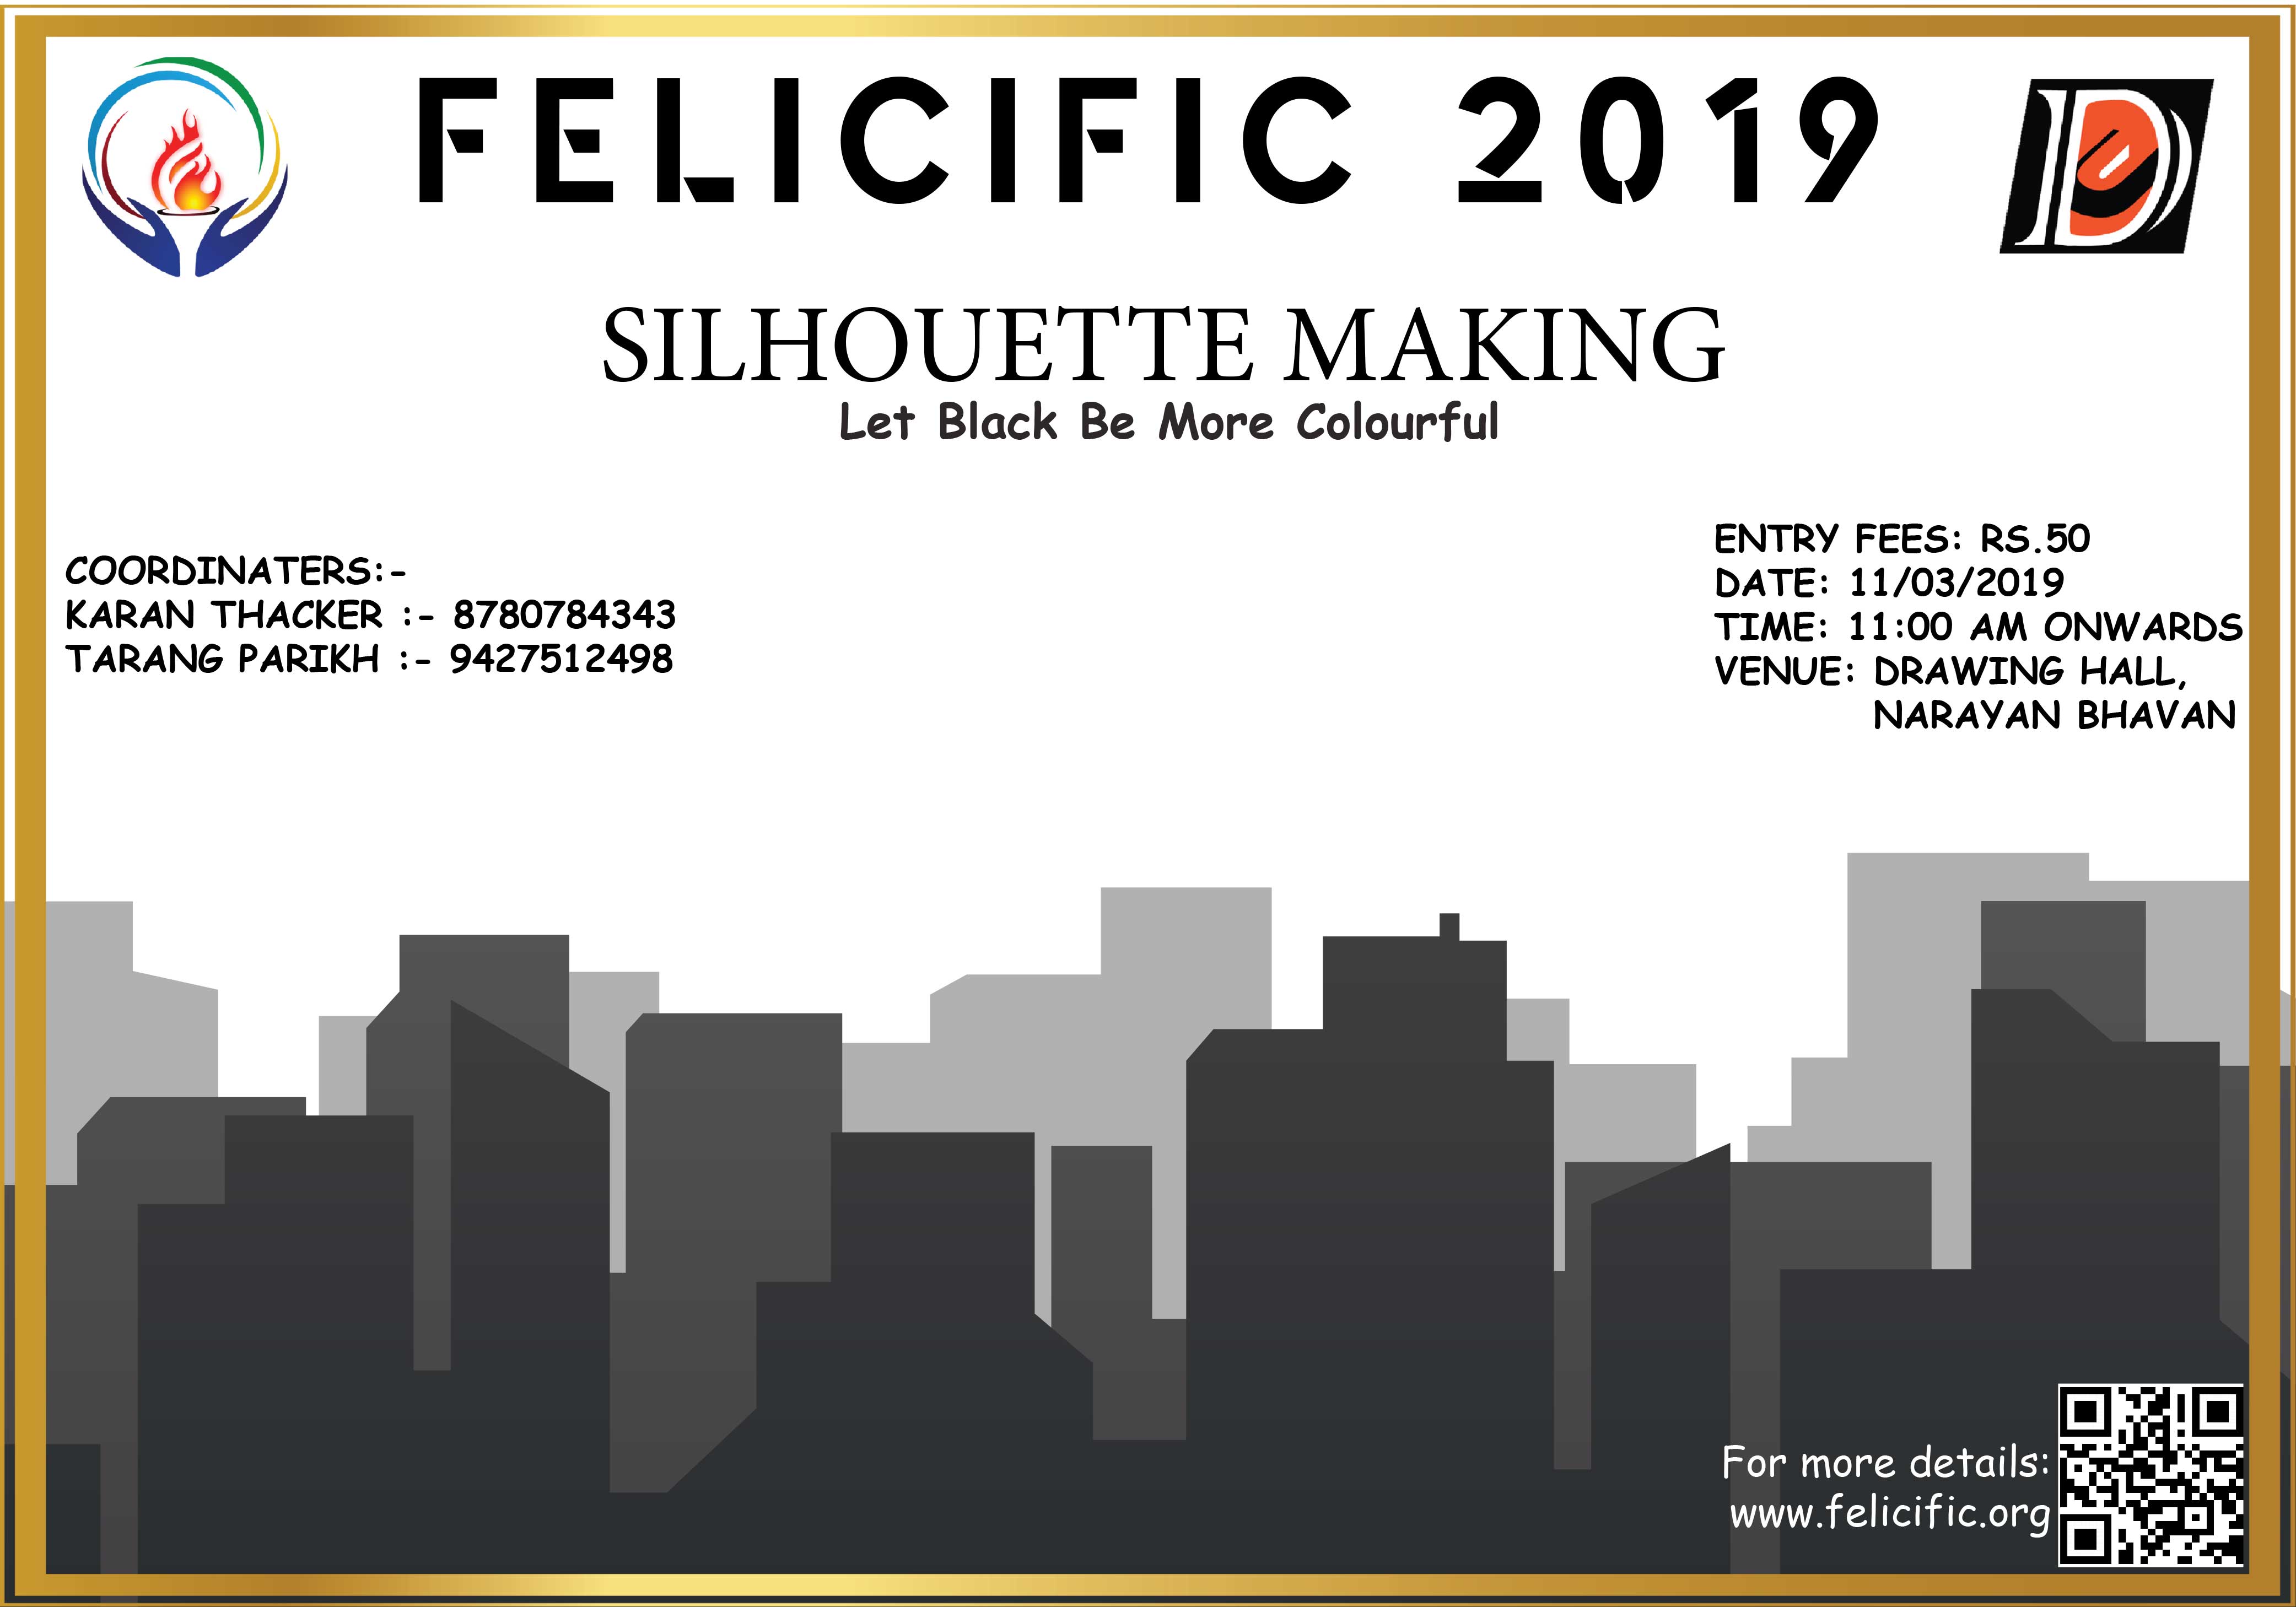 FELICIFIC 2019
SILHOUETTE MAKING
Let Black Be More Colourful
COORDINATERS:-
KARAN THACKER :- 8780784343
TARANG PARIKH :- 9427512498
ENTRY FEES: RS.50
DATE: 11/03/2019
TIME: 11:00 AM ONWARDS
VENUE: DRAWING HALL,
NARAYAN BHAVAN
For more details:
www.felicific.org